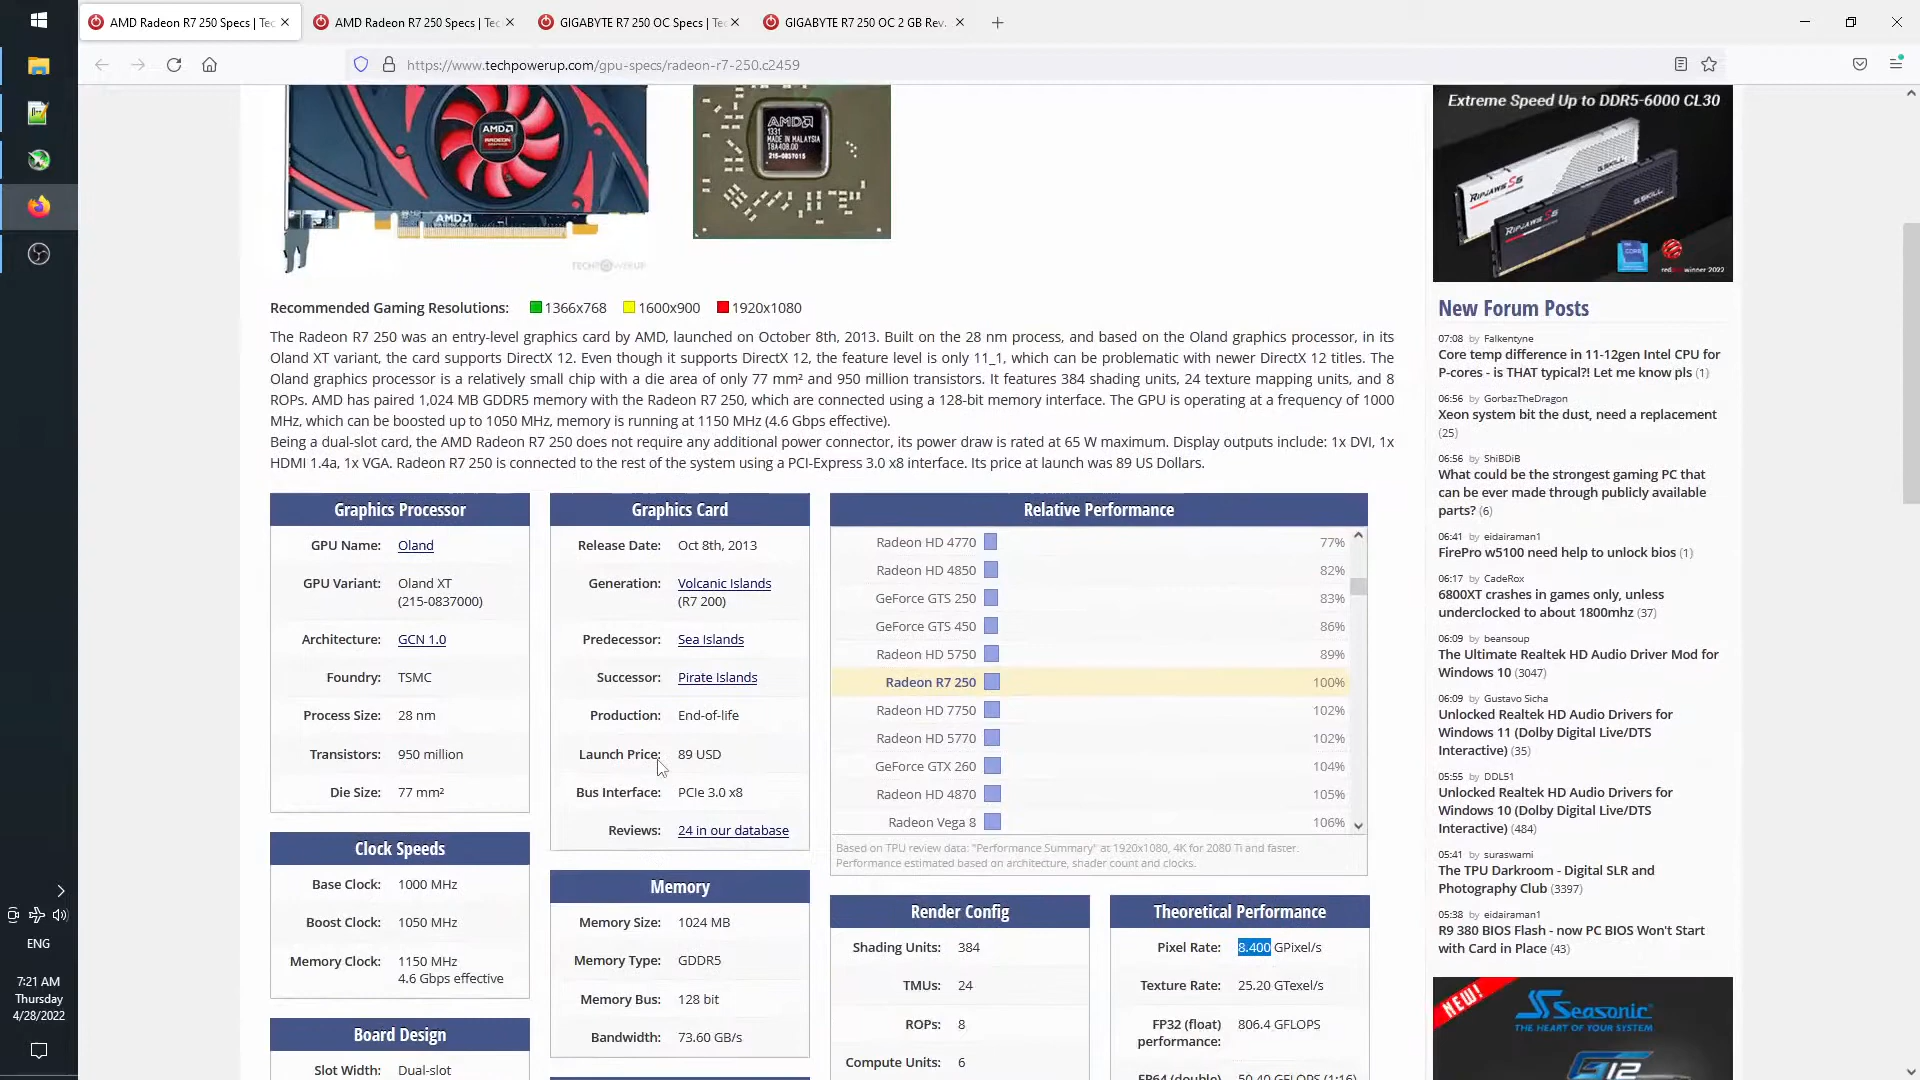 AMD Radeon R7 250 Specs | Tec
AMD Radeon R7 250 Specs | Tec
GIGABYTE R7 250 OC Specs | Te
GIGABYTE R7 250 OC 2 GB Rev.
https://www.techpowerup.com/gpu-specs/radeon-r7-250.c2459
AMD
RADEON
GRAPHICS
AMD
TECHPOWERUP
AMD
1331
MADE IN MALAYSIA
T8A408.00
215-0837015
Extreme Speed Up to DDR5-6000 CL30
RIPJAWS S5
G.SKILL
RIPJAWS S5
G.SKILL
CORE
reddot winner 2022
Recommended Gaming Resolutions: 1366x768 1600x900 1920x1080
The Radeon R7 250 was an entry-level graphics card by AMD, launched on October 8th, 2013. Built on the 28 nm process, and based on the Oland graphics processor, in its
Oland XT variant, the card supports DirectX 12. Even though it supports DirectX 12, the feature level is only 11_1, which can be problematic with newer DirectX 12 titles. The
Oland graphics processor is a relatively small chip with a die area of only 77 mm² and 950 million transistors. It features 384 shading units, 24 texture mapping units, and 8
ROPs. AMD has paired 1,024 MB GDDR5 memory with the Radeon R7 250, which are connected using a 128-bit memory interface. The GPU is operating at a frequency of 1000
MHz, which can be boosted up to 1050 MHz, memory is running at 1150 MHz (4.6 Gbps effective).
Being a dual-slot card, the AMD Radeon R7 250 does not require any additional power connector, its power draw is rated at 65 W maximum. Display outputs include: 1x DVI, 1x
HDMI 1.4a, 1x VGA. Radeon R7 250 is connected to the rest of the system using a PCI-Express 3.0 x8 interface. Its price at launch was 89 US Dollars.
Graphics Processor
GPU Name: Oland
GPU Variant: Oland XT
(215-0837000)
Architecture: GCN 1.0
Foundry: TSMC
Process Size: 28 nm
Transistors: 950 million
Die Size: 77 mm²
Clock Speeds
Base Clock: 1000 MHz
Boost Clock: 1050 MHz
Memory Clock: 1150 MHz
4.6 Gbps effective
Board Design
Slot Width: Dual-slot
Graphics Card
Release Date: Oct 8th, 2013
Generation: Volcanic Islands
(R7 200)
Predecessor: Sea Islands
Successor: Pirate Islands
Production: End-of-life
Launch Price: 89 USD
Bus Interface: PCIe 3.0 x8
Reviews: 24 in our database
Memory
Memory Size: 1024 MB
Memory Type: GDDR5
Memory Bus: 128 bit
Bandwidth: 73.60 GB/s
Relative Performance
Radeon HD 4770 77%
Radeon HD 4850 82%
GeForce GTS 250 83%
GeForce GTS 450 86%
Radeon HD 5750 89%
Radeon R7 250 100%
Radeon HD 7750 102%
Radeon HD 5770 102%
GeForce GTX 260 104%
Radeon HD 4870 105%
Radeon Vega 8 106%
Based on TPU review data: "Performance Summary" at 1920x1080, 4K for 2080 Ti and faster.
Performance estimated based on architecture, shader count and clocks.
Render Config
Shading Units: 384
TMUs: 24
ROPs: 8
Compute Units: 6
Theoretical Performance
Pixel Rate: 8.400 GPixel/s
Texture Rate: 25.20 GTexel/s
FP32 (float) 806.4 GFLOPS
performance:
FP64 (double) 50.40 GFLOPS (1:16)
New Forum Posts
07:08 by Falkentyne
Core temp difference in 11-12gen Intel CPU for
P-cores - is THAT typical?! Let me know pls (1)
06:56 by GorbazTheDragon
Xeon system bit the dust, need a replacement
(25)
06:56 by ShiBDiB
What could be the strongest gaming PC that
can be ever made through publicly available
parts? (6)
06:41 by eidairaman1
FirePro w5100 need help to unlock bios (1)
06:17 by CadeRox
6800XT crashes in games only, unless
underclocked to about 1800mhz (37)
06:09 by beansoup
The Ultimate Realtek HD Audio Driver Mod for
Windows 10 (3047)
06:09 by Gustavo Sicha
Unlocked Realtek HD Audio Drivers for
Windows 11 (Dolby Digital Live/DTS
Interactive) (35)
05:55 by DDL51
Unlocked Realtek HD Audio Drivers for
Windows 10 (Dolby Digital Live/DTS
Interactive) (484)
05:41 by suraswami
The TPU Darkroom - Digital SLR and
Photography Club (3397)
05:38 by eidairaman1
R9 380 BIOS Flash - now PC BIOS Won't Start
with Card in Place (43)
NEW!
Seasonic
THE HEART OF YOUR SYSTEM
G12
ENG
7:21 AM
Thursday
4/28/2022